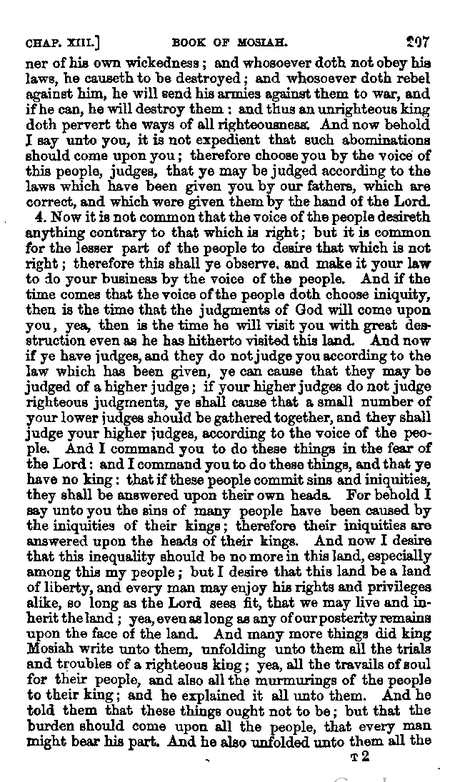 CHAP. XIII.] BOOK OF MOSIAH. 207
ner of his own wickedness; and whosoever doth not obey his
laws, he causeth to be destroyed; and whosoever doth rebel
against him, he will send his armies against them to war, and
if he can, he will destroy them: and thus an unrighteous king
doth pervert the ways of all righteousness. And now behold
I say unto you, it is not expedient that such abominations
should come upon you; therefore choose you by the voice of
this people, judges, that ye may be judged according to the
laws which have been given you by our fathers, which are
correct, and which were given them by the hand of the Lord.
4. Now it is not common that the voice of the people desireth
anything contrary to that which is right; but it is common
for the lesser part of the people to desire that which is not
right; therefore this shall ye observe, and make it your law
to do your business by the voice of the people. And if the
time comes that the voice of the people doth choose iniquity,
then is the time that the judgments of God will come upon
you, yea, then is the time he will visit you with great des-
struction even as he has hitherto visited this land. And now
if ye have judges, and they do not judge you according to the
law which has been given, ye can cause that they may be
judged of a higher judge; if your higher judges do not judge
righteous judgments, ye shall cause that a small number of
your lower judges should be gathered together, and they shall
judge your higher judges, according to the voice of the peo-
ple. And I command you to do these things in the fear of
the Lord: and I command you to do these things, and that ye
have no king: that if these people commit sins and iniquities,
they shall be answered upon their own heads. For behold I
say unto you the sins of many people have been caused by
the iniquities of their kings; therefore their iniquities are
answered upon the heads of their kings. And now I desire
that this inequality should be no more in this land, especially
among this my people; but I desire that this land be a land
of liberty, and every man may enjoy his rights and privileges
alike, so long as the Lord sees fit, that we may live and in-
herit the land; yea, even as long as any of our posterity remains
upon the face of the land. And many more things did king
Mosiah write unto them, unfolding unto them all the trials
and troubles of a righteous king; yea, all the travails of soul
for their people, and also all the murmurings of the people
to their king; and he explained it all unto them. And he
told them that these things ought not to be; but that the
burden should come upon all the people, that every man
might bear his part. And he also unfolded unto them all the
T 2